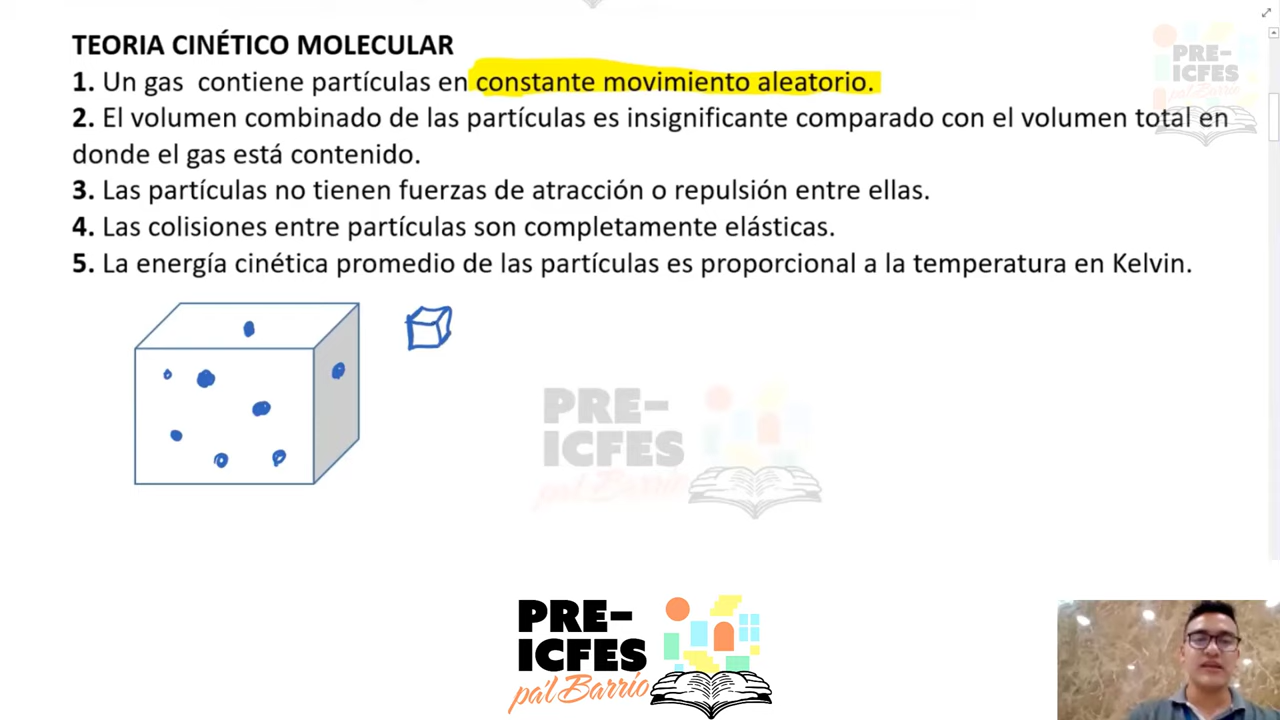 PRE-
ICFES
TEORIA CINÉTICO MOLECULAR
1. Un gas contiene partículas en constante movimiento aleatorio.
2. El volumen combinado de las partículas es insignificante comparado con el volumen total en
donde el gas está contenido.
3. Las partículas no tienen fuerzas de atracción o repulsión entre ellas.
4. Las colisiones entre partículas son completamente elásticas.
5. La energía cinética promedio de las partículas es proporcional a la temperatura en Kelvin.
PRE-
ICFES
pa'l Barrio
PRE-
ICFES
pa'l Barrio